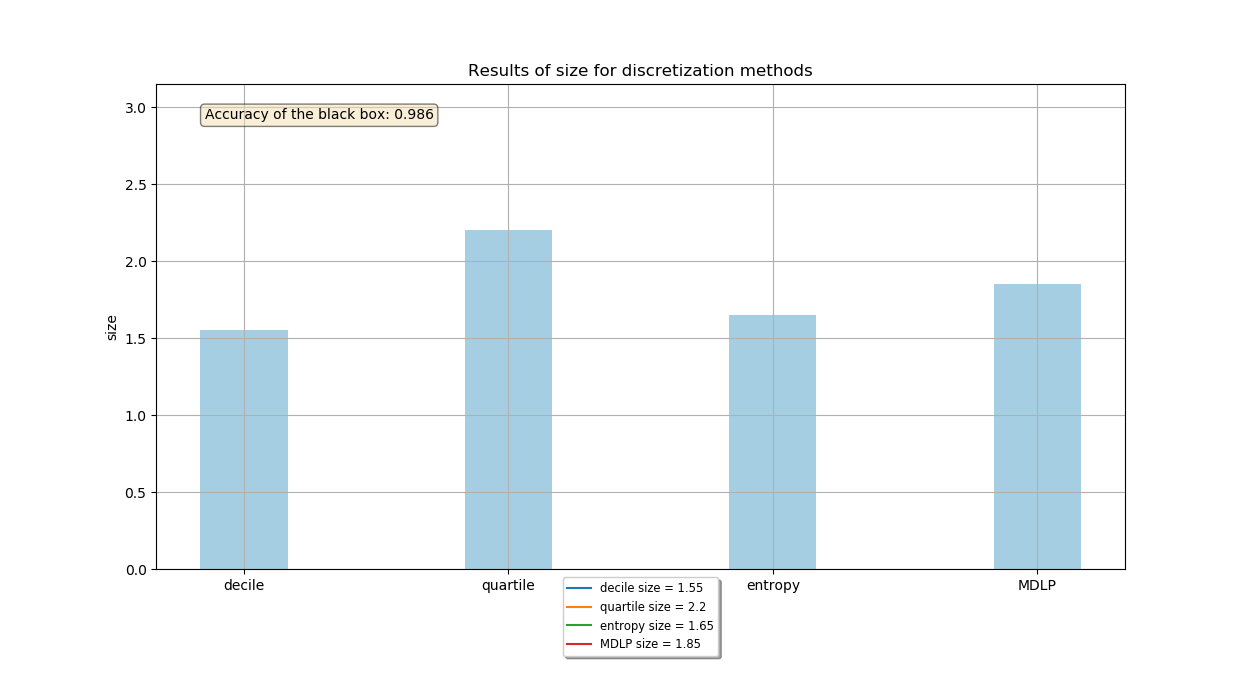 Results of size for discretization methods
Accuracy of the black box: 0.986
3.0
2.5
2.0
1.5
1.0
0.5
0.0
size
decile
quartile
entropy
MDLP
decile size = 1.55
quartile size = 2.2
entropy size = 1.65
MDLP size = 1.85